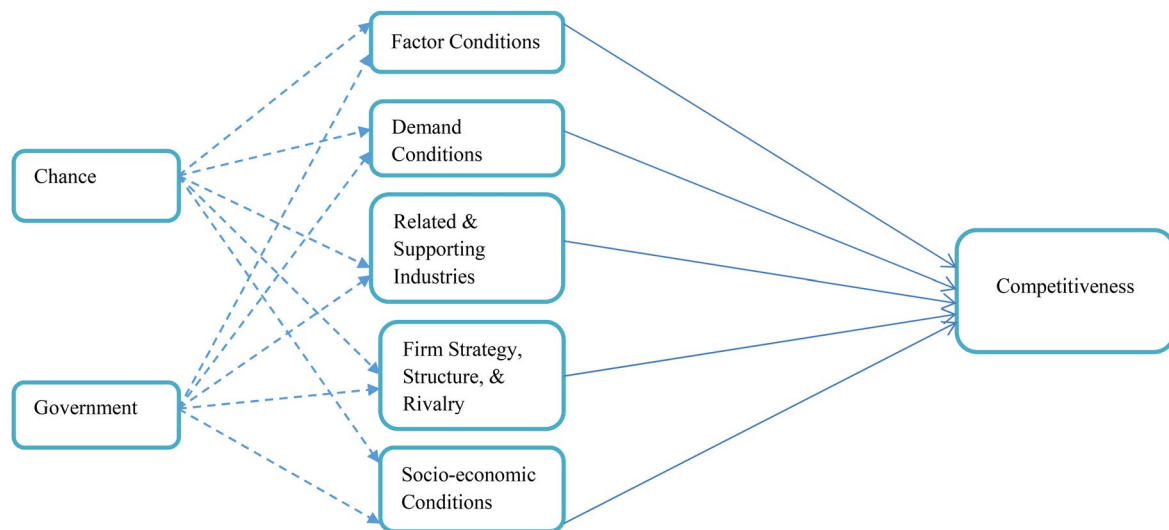 Chance
Government
Factor Conditions
Demand
Conditions
Related &
Supporting
Industries
Firm Strategy,
Structure, &
Rivalry
Socio-economic
Conditions
Competitiveness